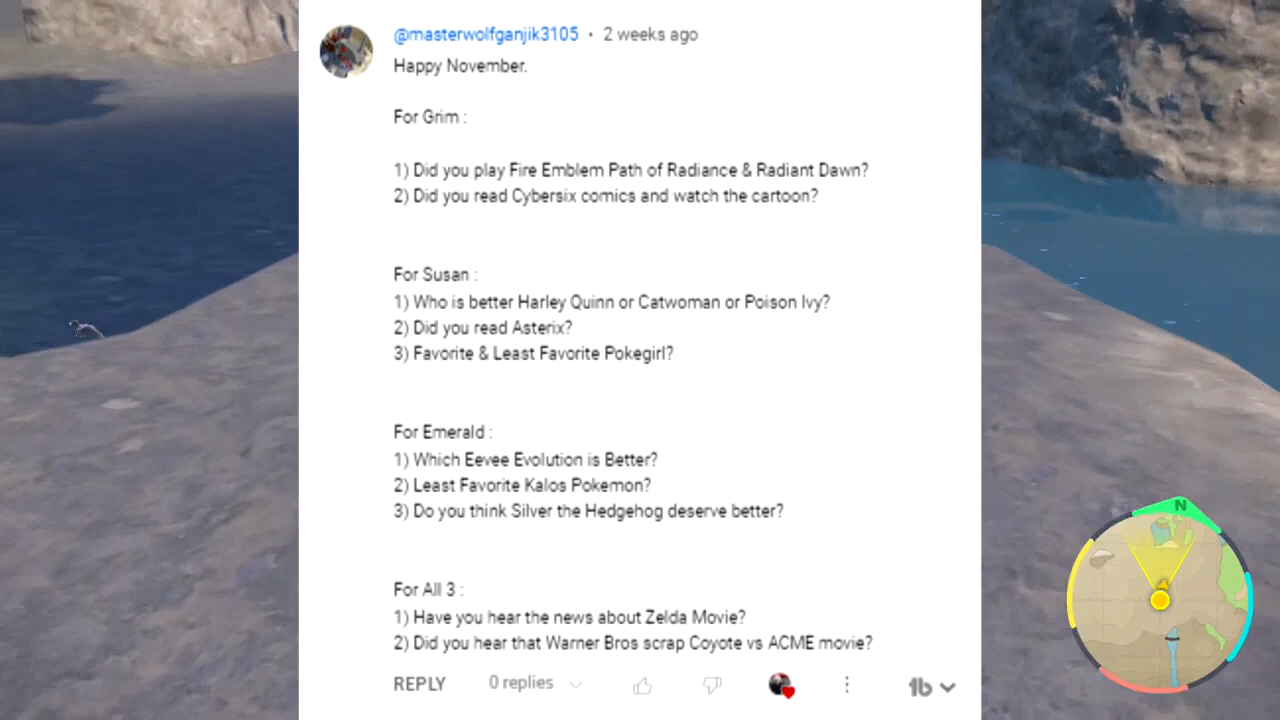 @masterwolfganjik3105 • 2 weeks ago
Happy November.
For Grim :
1) Did you play Fire Emblem Path of Radiance & Radiant Dawn?
2) Did you read Cybersix comics and watch the cartoon?
For Susan :
1) Who is better Harley Quinn or Catwoman or Poison Ivy?
2) Did you read Asterix?
3) Favorite & Least Favorite Pokegirl?
For Emerald :
1) Which Eevee Evolution is Better?
2) Least Favorite Kalos Pokemon?
3) Do you think Silver the Hedgehog deserve better?
For All 3 :
1) Have you hear the news about Zelda Movie?
2) Did you hear that Warner Bros scrap Coyote vs ACME movie?
REPLY 0 replies
N